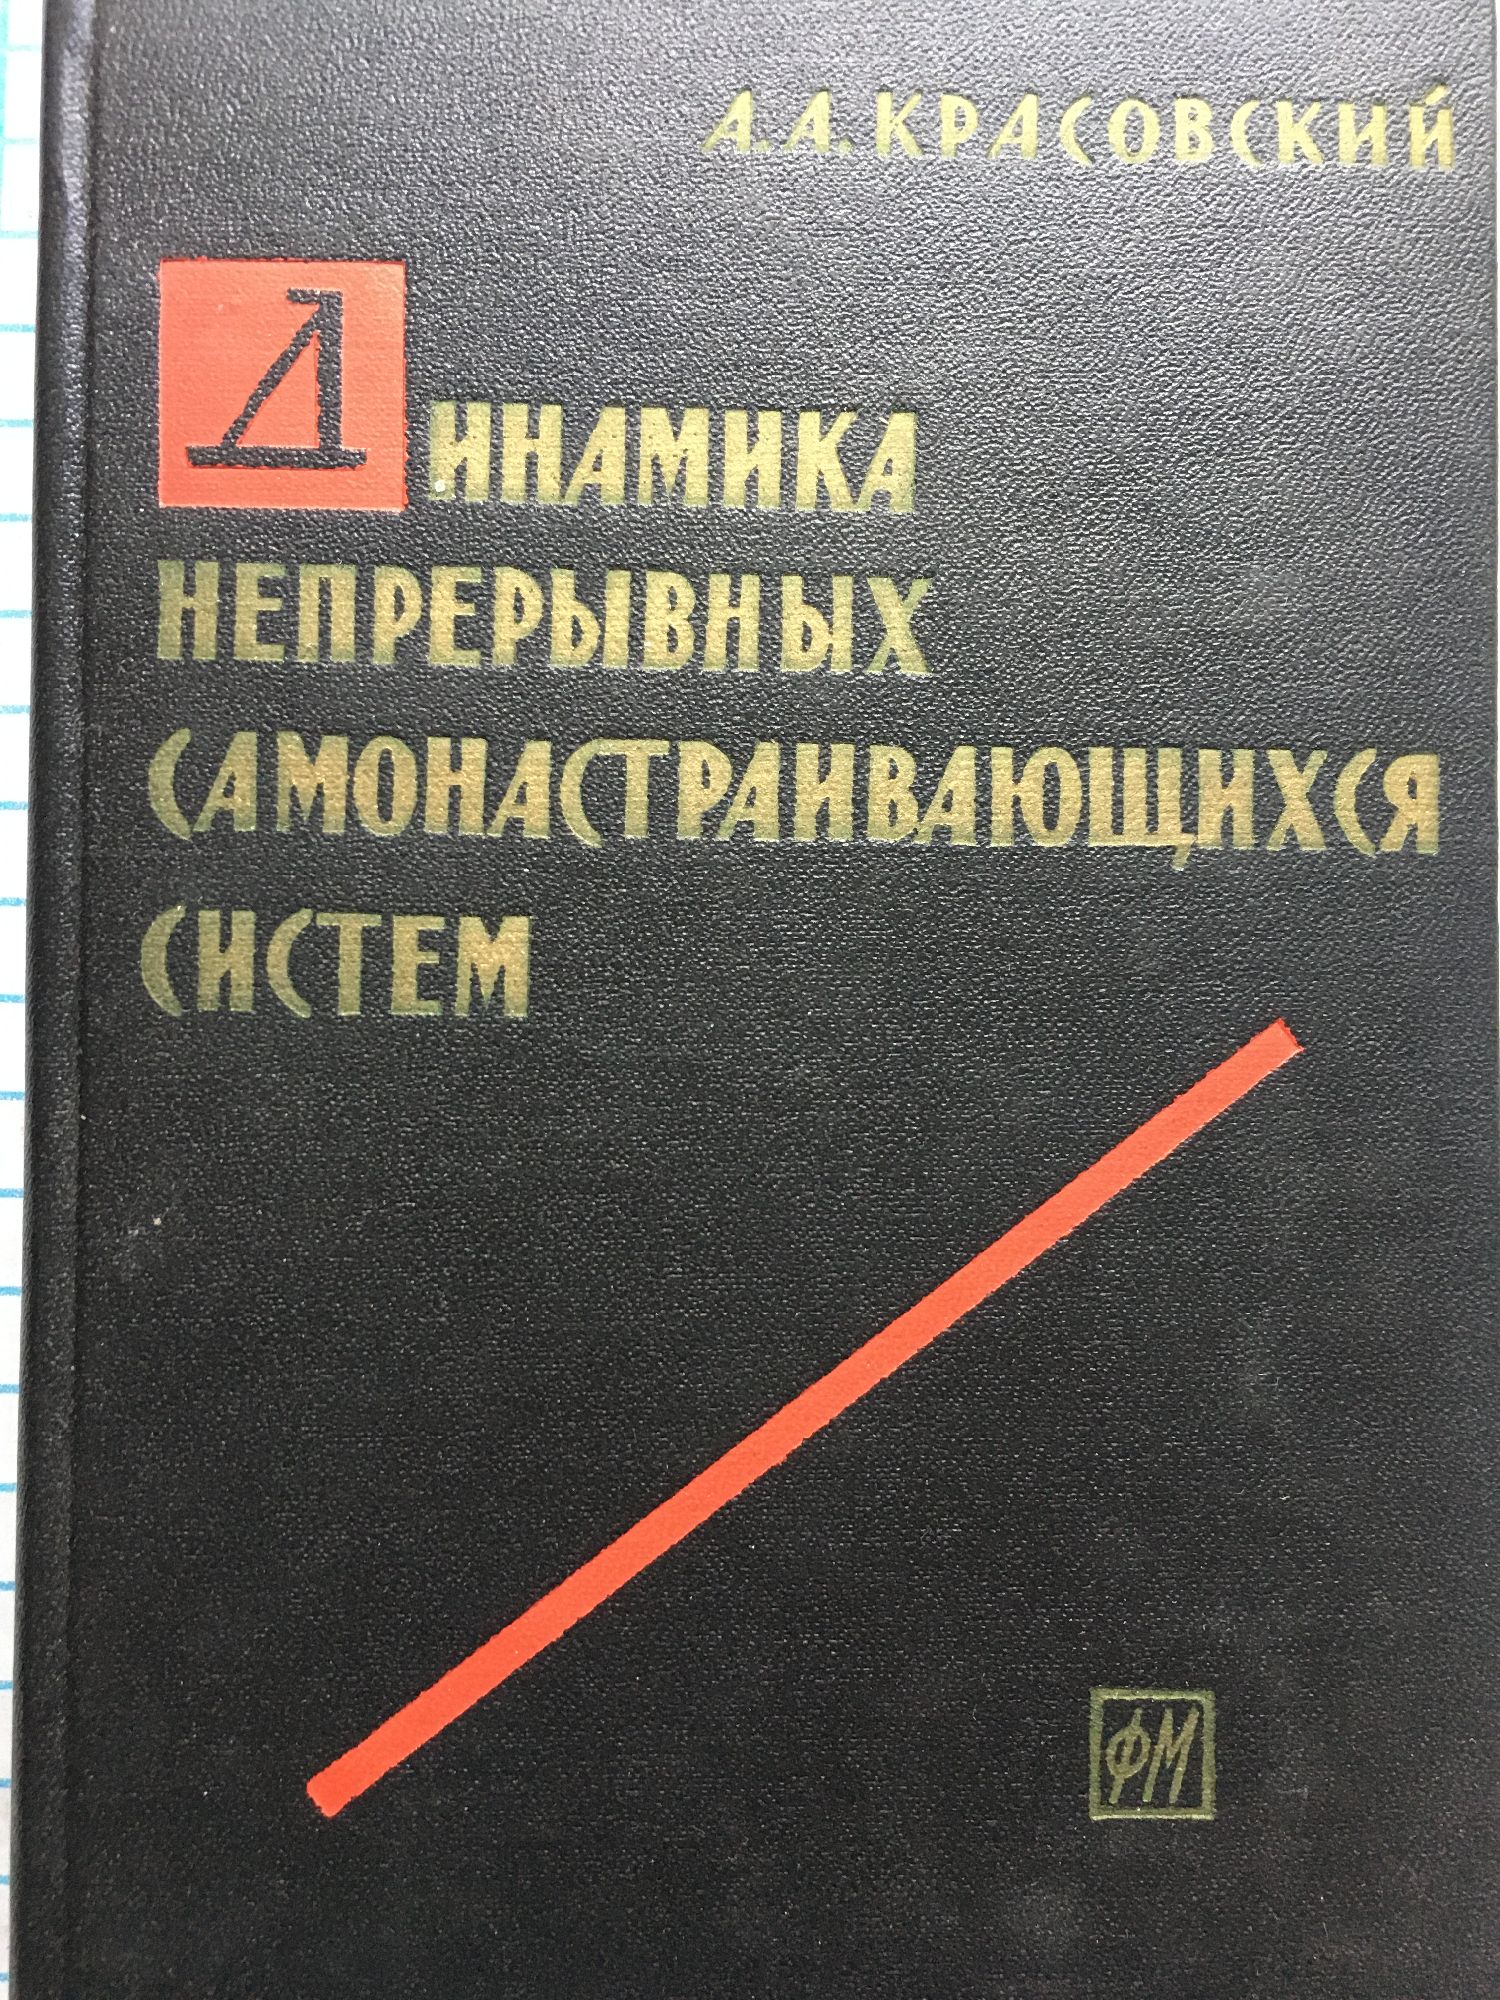 А.А. КРАСОВСКИЙ
ДИНАМИКА
НЕПРЕРЫВНЫХ
САМОНАСТРАИВАЮЩИХСЯ
СИСТЕМ
ФМ